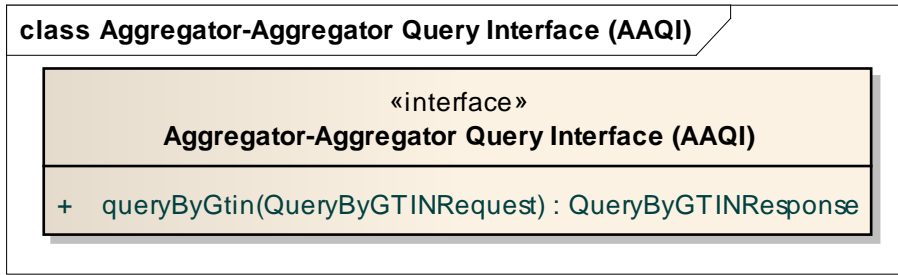 class Aggregator-Aggregator Query Interface (AAQI)
«interface»
Aggregator-Aggregator Query Interface (AAQI)
+ queryByGtin(QueryByGTINRequest) : QueryByGTINResponse